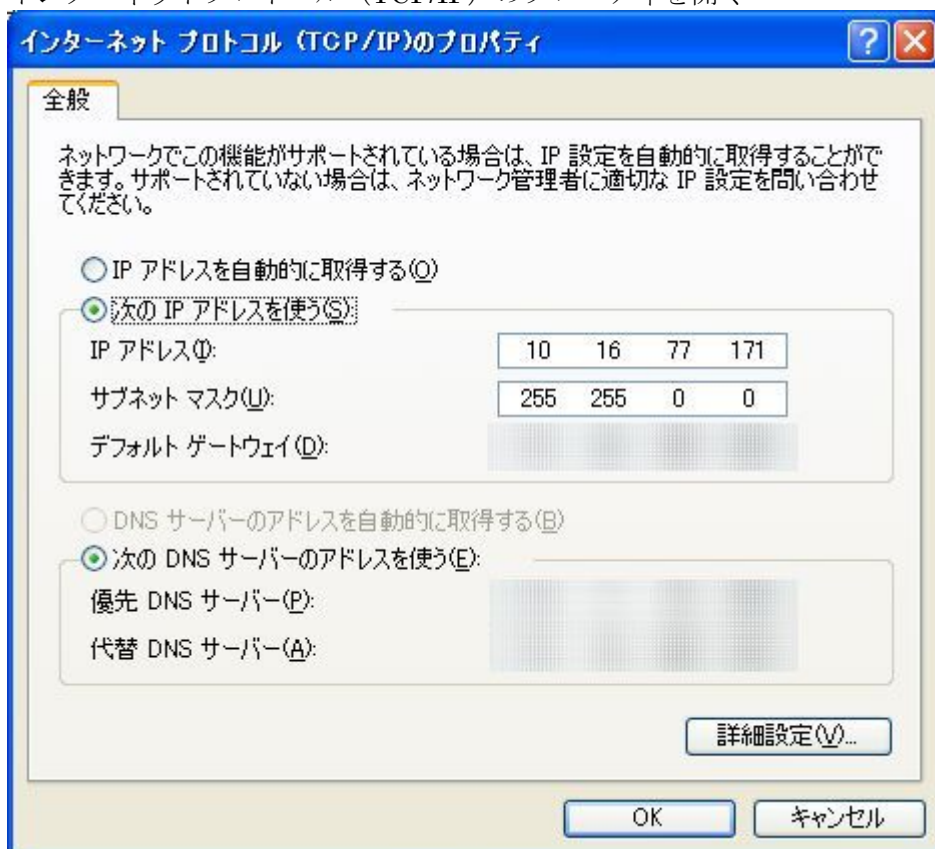 インターネット プロトコル (TCP/IP)のプロパティ
全般
ネットワークでこの機能がサポートされている場合は、IP 設定を自動的に取得することがで
きます。サポートされていない場合は、ネットワーク管理者に適切な IP 設定を問い合わせ
てください。
IP アドレスを自動的に取得する(O)
次の IP アドレスを使う(S):
IP アドレス(I): 10 16 77 171
サブネット マスク(U): 255 255 0 0
デフォルト ゲートウェイ(D):
DNS サーバーのアドレスを自動的に取得する(B)
次の DNS サーバーのアドレスを使う(E):
優先 DNS サーバー(P):
代替 DNS サーバー(A):
詳細設定(V)...
OK キャンセル